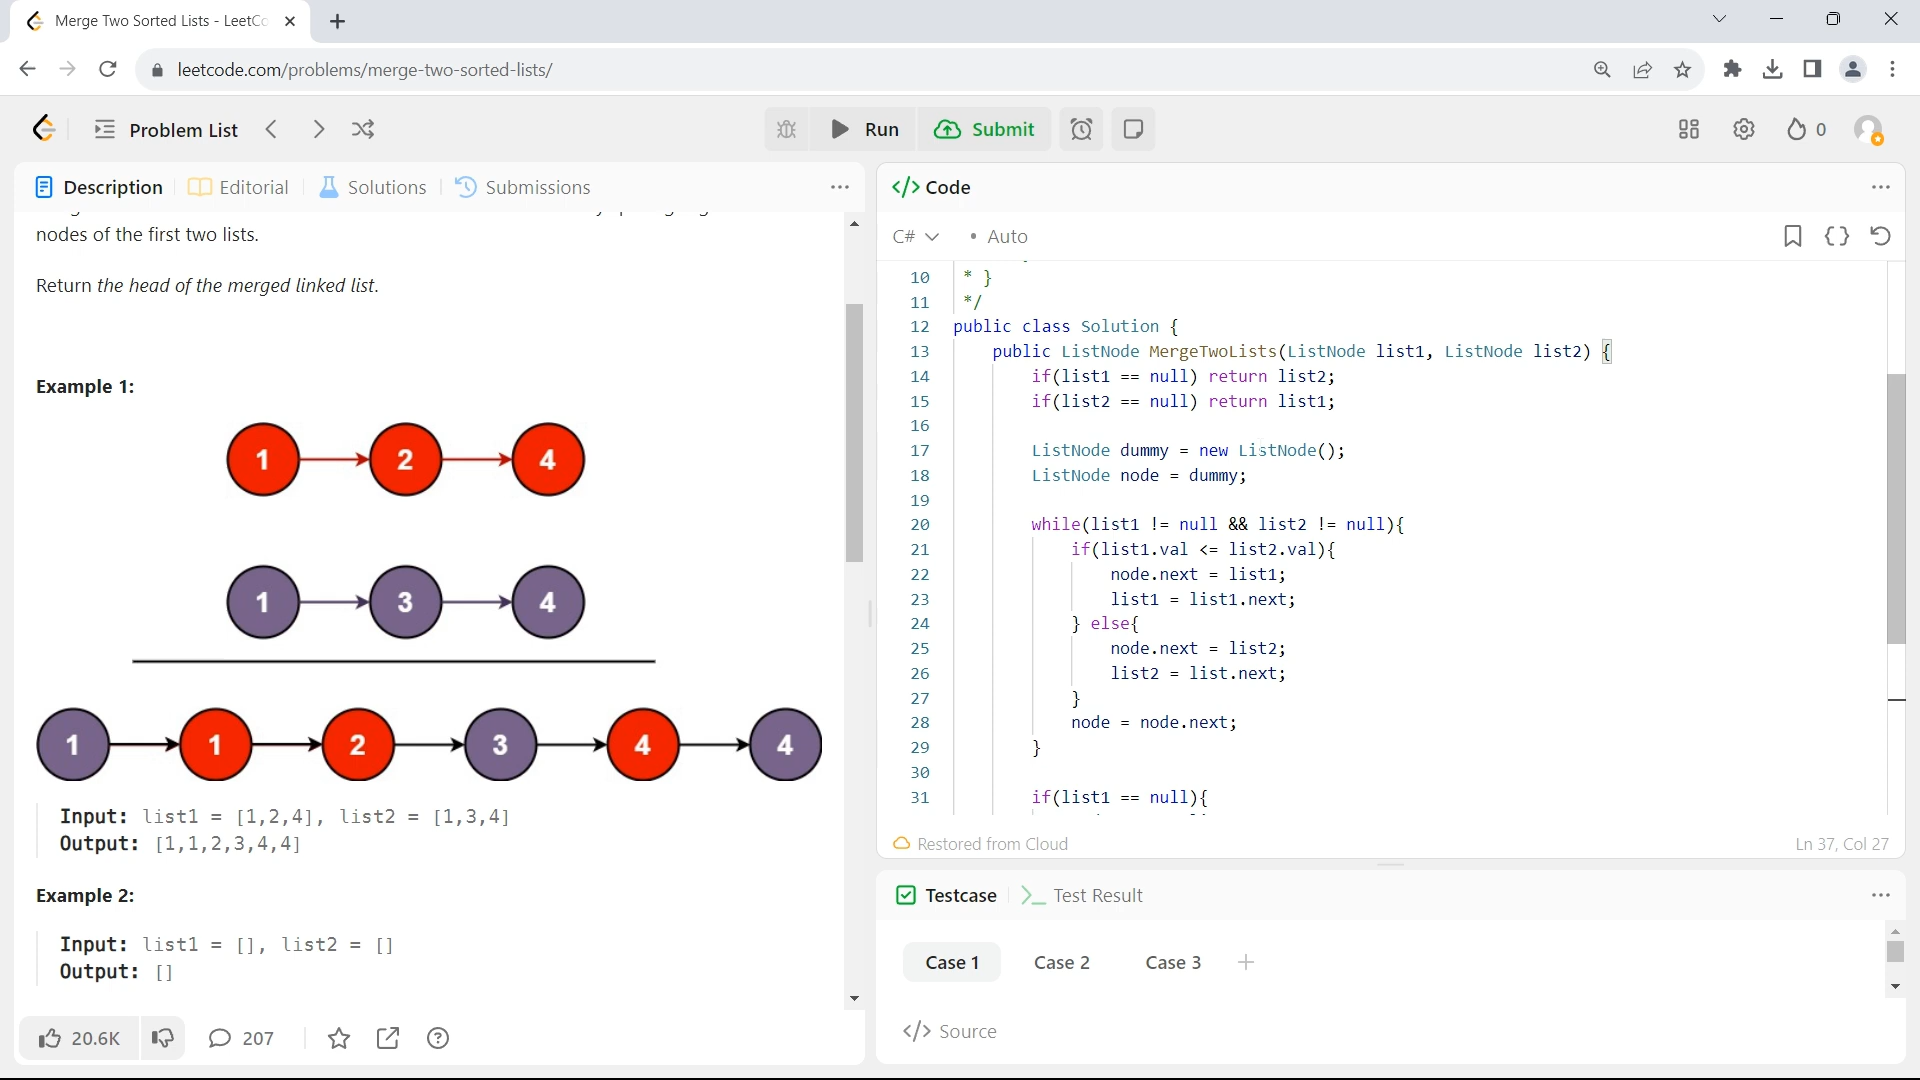 Merge Two Sorted Lists - LeetCo
leetcode.com/problems/merge-two-sorted-lists/
Problem List
Run
Submit
0
Description
Editorial
Solutions
Submissions
</> Code
nodes of the first two lists.
Return the head of the merged linked list.
Example 1:
1
2
4
1
3
4
1
1
2
3
4
4
Input: list1 = [1,2,4], list2 = [1,3,4]
Output: [1,1,2,3,4,4]
Example 2:
Input: list1 = [], list2 = []
Output: []
20.6K
207
C#
• Auto
10 * }
11 */
12 public class Solution {
13 public ListNode MergeTwoLists(ListNode list1, ListNode list2) {
14 if(list1 == null) return list2;
15 if(list2 == null) return list1;
16
17 ListNode dummy = new ListNode();
18 ListNode node = dummy;
19
20 while(list1 != null && list2 != null){
21 if(list1.val <= list2.val){
22 node.next = list1;
23 list1 = list1.next;
24 } else{
25 node.next = list2;
26 list2 = list.next;
27 }
28 node = node.next;
29 }
30
31 if(list1 == null){
Restored from Cloud
Ln 37, Col 27
Testcase
Test Result
Case 1
Case 2
Case 3
</> Source